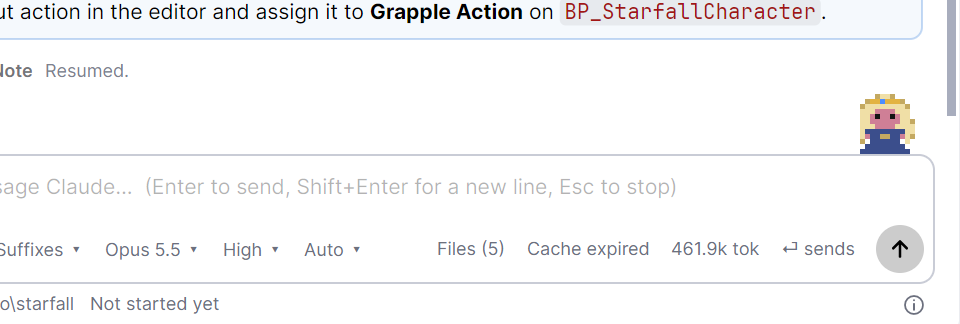 ut action in the editor and assign it to Grapple Action on BP_StarfallCharacter.
Note Resumed.
sage Claude... (Enter to send, Shift+Enter for a new line, Esc to stop)
Suffixes ▾ Opus 5.5 ▾ High ▾ Auto ▾ Files (5) Cache expired 461.9k tok ⏎ sends
o\starfall Not started yet